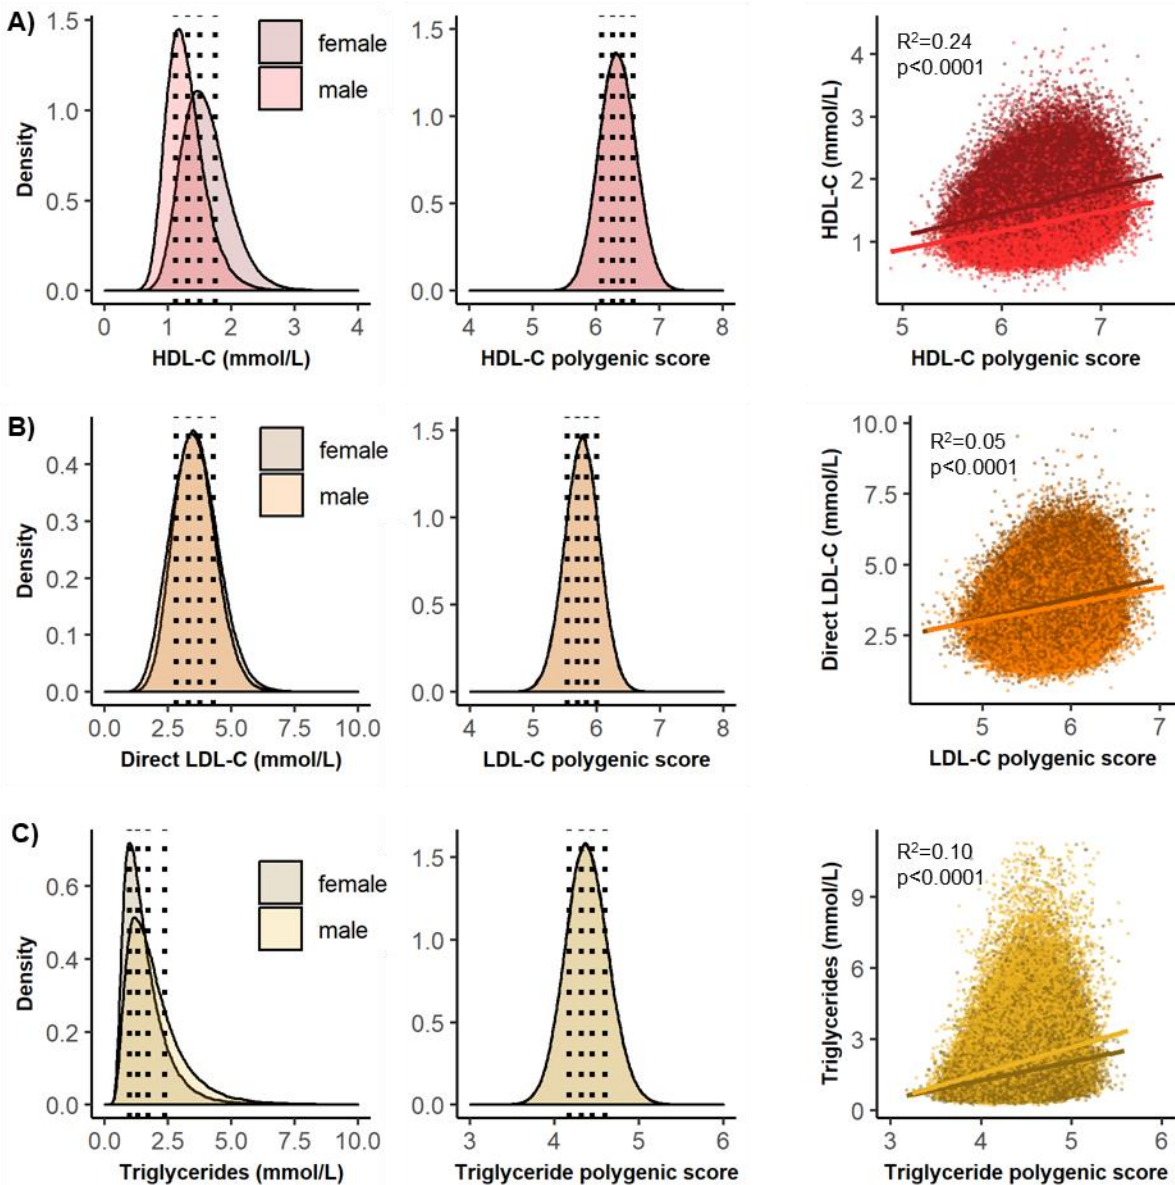 A)
1.5
1.0
0.5
0.0
Density
0 1 2 3 4
HDL-C (mmol/L)
female
male
1.5
1.0
0.5
0.0
4 5 6 7 8
HDL-C polygenic score
R²=0.24
p<0.0001
4
3
2
1
HDL-C (mmol/L)
5 6 7
HDL-C polygenic score
B)
0.4
0.3
0.2
0.1
0.0
Density
0.0 2.5 5.0 7.5 10.0
Direct LDL-C (mmol/L)
female
male
1.5
1.0
0.5
0.0
4 5 6 7 8
LDL-C polygenic score
R²=0.05
p<0.0001
10.0
7.5
5.0
2.5
Direct LDL-C (mmol/L)
5 6 7
LDL-C polygenic score
C)
0.6
0.4
0.2
0.0
Density
0.0 2.5 5.0 7.5 10.0
Triglycerides (mmol/L)
female
male
1.5
1.0
0.5
0.0
3 4 5 6
Triglyceride polygenic score
R²=0.10
p<0.0001
9
6
3
0
Triglycerides (mmol/L)
3 4 5 6
Triglyceride polygenic score